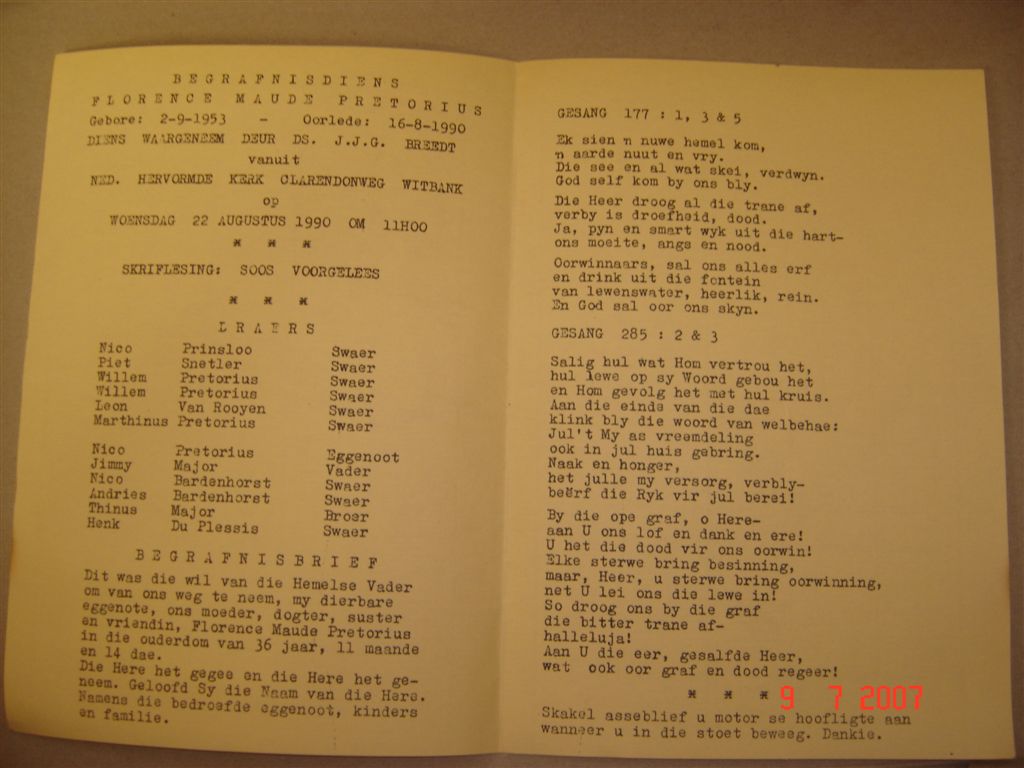 BEGRAFNISDIENS
FLORENCE MAUDE PRETORIUS
Gebore: 2-9-1953 - Oorlede: 16-8-1990
DIENS WAARGENEEM DEUR DS. J.J.G. BREEDT
vanuit
NED. HERVORMDE KERK CLARENDONWEG WITBANK
op
WOENSDAG 22 AUGUSTUS 1990 OM 11H00
* * *
SKRIFLESING: SOOS VOORGELEES
* * *
DRAERS
Nico Prinsloo Swaer
Piet Snetler Swaer
Willem Pretorius Swaer
Willem Pretorius Swaer
Leon Van Rooyen Swaer
Marthinus Pretorius Swaer
Nico Pretorius Eggenoot
Jimmy Major Vader
Nico Bardenhorst Swaer
Andries Bardenhorst Swaer
Thinus Major Broer
Henk Du Plessis Swaer
BEGRAFNISBRIEF
Dit was die wil van die Hemelse Vader
om van ons weg te neem, my dierbare
eggenote, ons moeder, dogter, suster
en vriendin, Florence Maude Pretorius
in die ouderdom van 36 jaar, 11 maande
en 14 dae.
Die Here het gegee en die Here het ge-
neem. Geloofd Sy die Naam van die Here.
Namens die bedroefde eggenoot, kinders
en familie.
GESANG 177 : 1, 3 & 5
Ek sien 'n nuwe hemel kom,
'n aarde nuut en vry.
Die see en al wat skei, verdwyn.
God self kom by ons bly.
Die Heer droog al die trane af,
verby is droefheid, dood.
Ja, pyn en smart wyk uit die hart-
ons moeite, angs en nood.
Oorwinnaars, sal ons alles erf
en drink uit die fontein
van lewenswater, heerlik, rein.
En God sal oor ons skyn.
GESANG 285 : 2 & 3
Salig hul wat Hom vertrou het,
hul lewe op sy Woord gebou het
en Hom gevolg het met hul kruis.
Aan die einde van die dae
klink bly die woord van welbehae:
Jul't My as vreemdeling
ook in jul huis gebring.
Naak en honger,
het julle my versorg, verbly-
beërf die Ryk vir jul berei!
By die ope graf, o Here-
aan U ons lof en dank en ere!
U het die dood vir ons oorwin!
Elke sterwe bring besinning,
maar, Heer, u sterwe bring oorwinning,
net U lei ons die lewe in!
So droog ons by die graf
die bitter trane af-
halleluja!
Aan U die eer, gesalfde Heer,
wat ook oor graf en dood regeer!
* * *
9 7 2007
Skakel asseblief u motor se hoofligte aan
wanneer u in die stoet beweeg. Dankie.